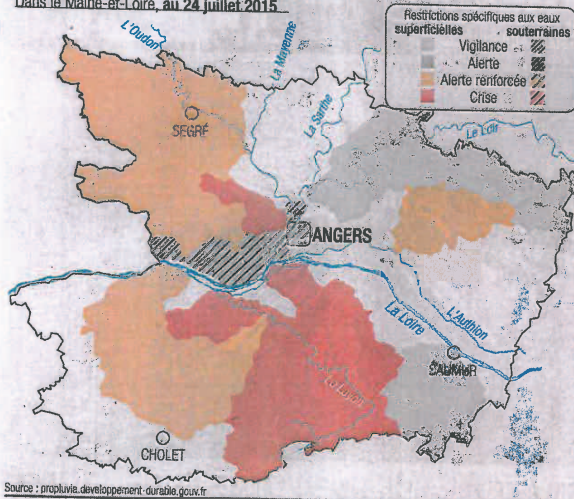 Dans le Maine-et-Loire, au 24 juillet 2015
Restrictions spécifiques aux eaux
superficielles souterraines
Vigilance
Alerte
Alerte renforcée
Crise
L'Oudon
La Mayenne
La Sarthe
Le Loir
SEGRÉ
ANGERS
L'Authion
La Loire
SAUMUR
Le Layon
CHOLET
Source : propluvia.developpement-durable.gouv.fr